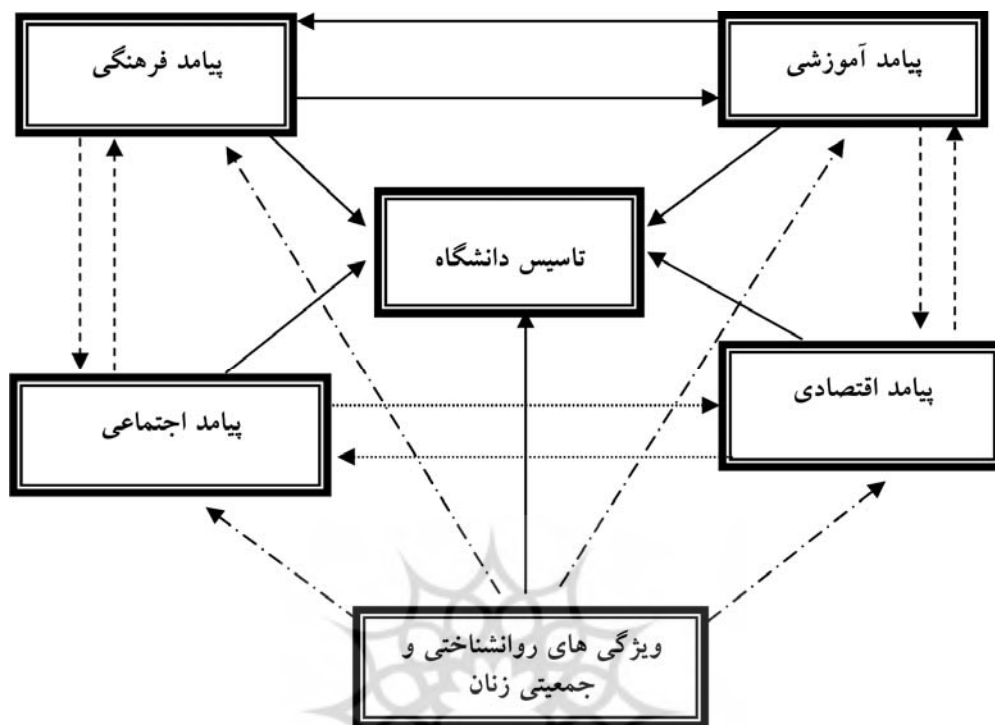 پیامد آموزشی
پیامد فرهنگی
تاسیس دانشگاه
پیامد اقتصادی
پیامد اجتماعی
ویژگی های روانشناختی و
جمعیتی زنان